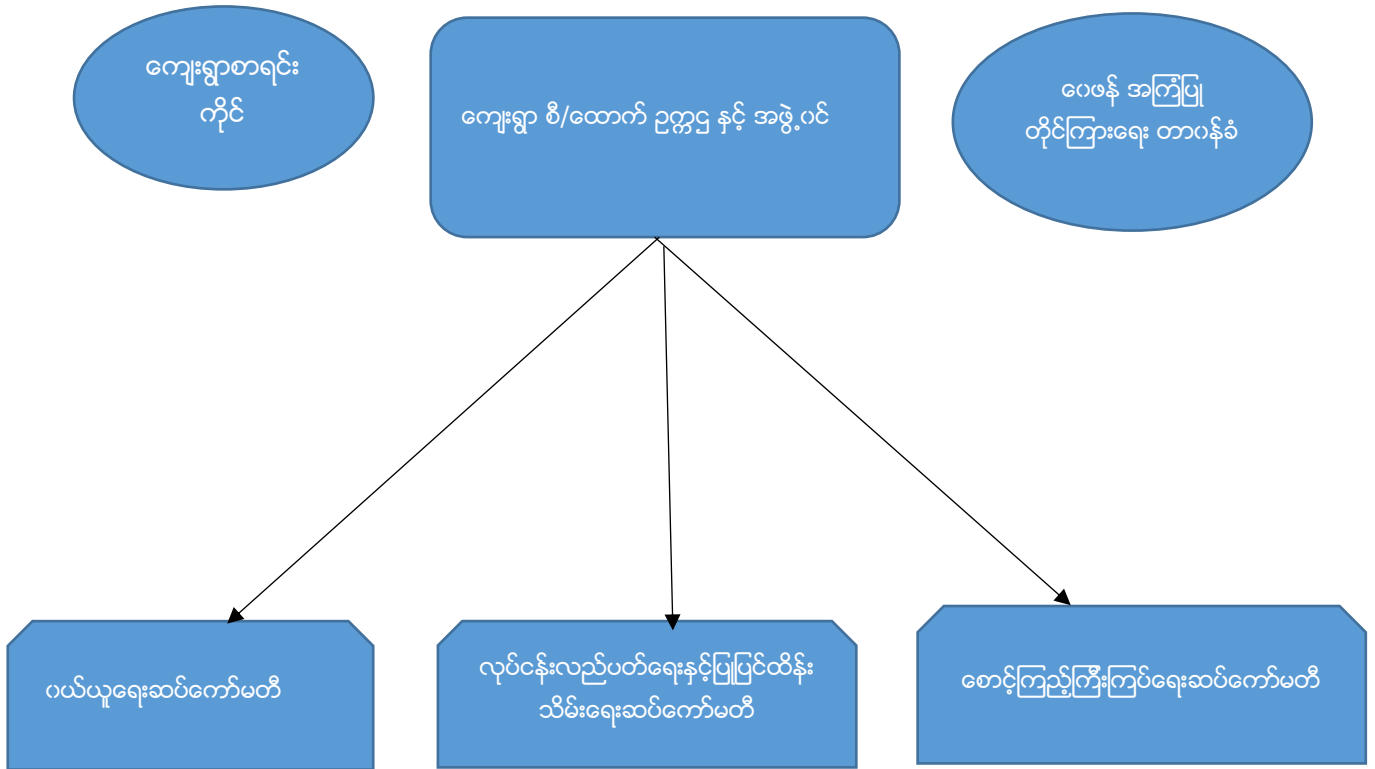 ကျေးရွာစာရင်း
ကိုင်
ကျေးရွာ စီ/ထောက် ဥက္ကဌ နှင့် အဖွဲ့ဝင်
ဝေဖန် အကြံပြု
တိုင်ကြားရေး တာဝန်ခံ
ဝယ်ယူရေးဆပ်ကော်မတီ
လုပ်ငန်းလည်ပတ်ရေးနှင့်ပြုပြင်ထိန်း
သိမ်းရေးဆပ်ကော်မတီ
စောင့်ကြည့်ကြီးကြပ်ရေးဆပ်ကော်မတီ